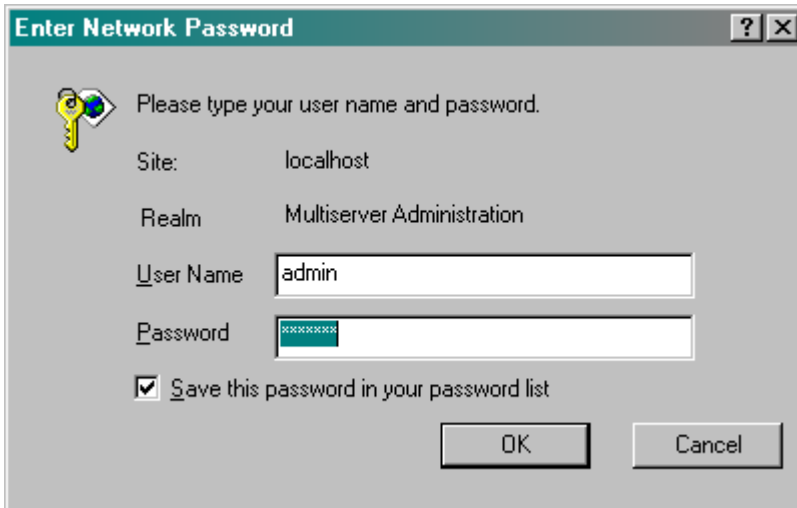 Enter Network Password
Please type your user name and password.
Site: localhost
Realm Multiserver Administration
User Name admin
Password *******
Save this password in your password list
OK Cancel